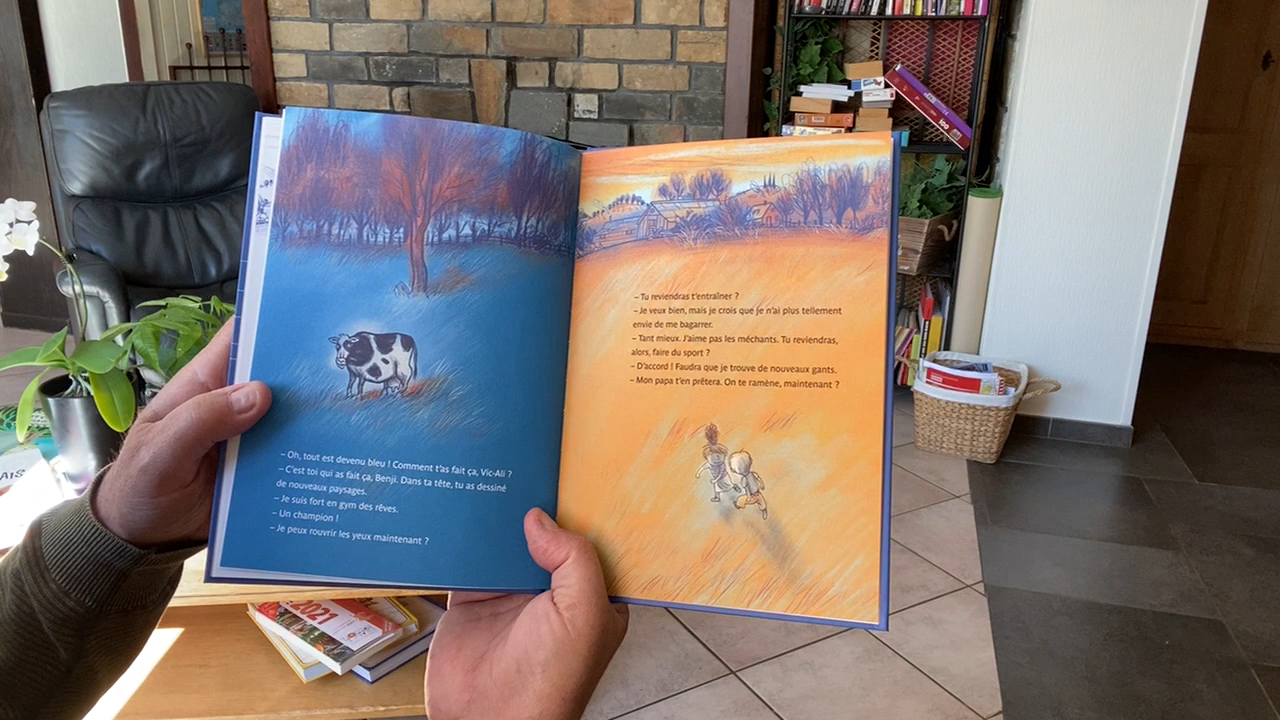 – Oh, tout est devenu bleu ! Comment t'as fait ça, Vic-Ali ?
– C'est toi qui as fait ça, Benji. Dans ta tête, tu as dessiné
de nouveaux paysages.
– Je suis fort en gym des rêves.
– Un champion !
– Je peux rouvrir les yeux maintenant ?
– Tu reviendras t'entraîner ?
– Je veux bien, mais je crois que je n'ai plus tellement
envie de me bagarrer.
– Tant mieux. J'aime pas les méchants. Tu reviendras,
alors, faire du sport ?
– D'accord ! Faudra que je trouve de nouveaux gants.
– Mon papa t'en prêtera. On te ramène, maintenant ?
2021
100